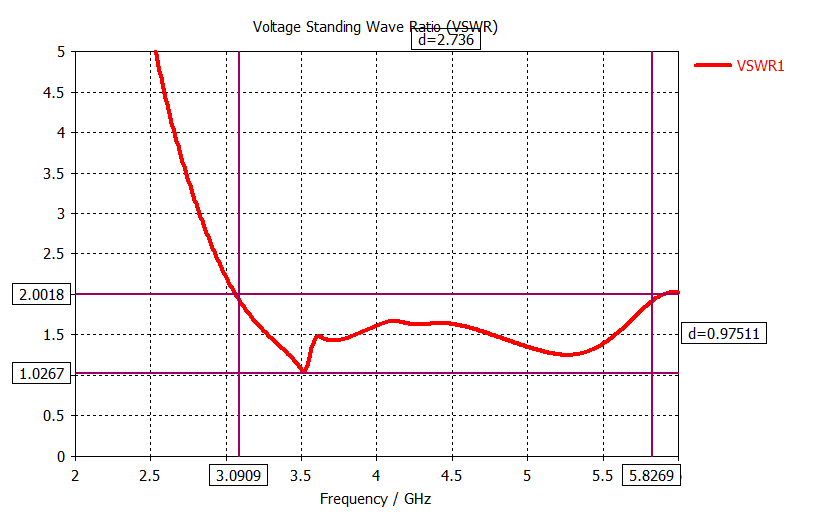 Voltage Standing Wave Ratio (VSWR)
d=2.736
VSWR1
5
4.5
4
3.5
3
2.5
2.0018
1.5
d=0.97511
1.0267
0.5
0
2 2.5 3.0909 3.5 4 4.5 5 5.5 5.8269
Frequency / GHz